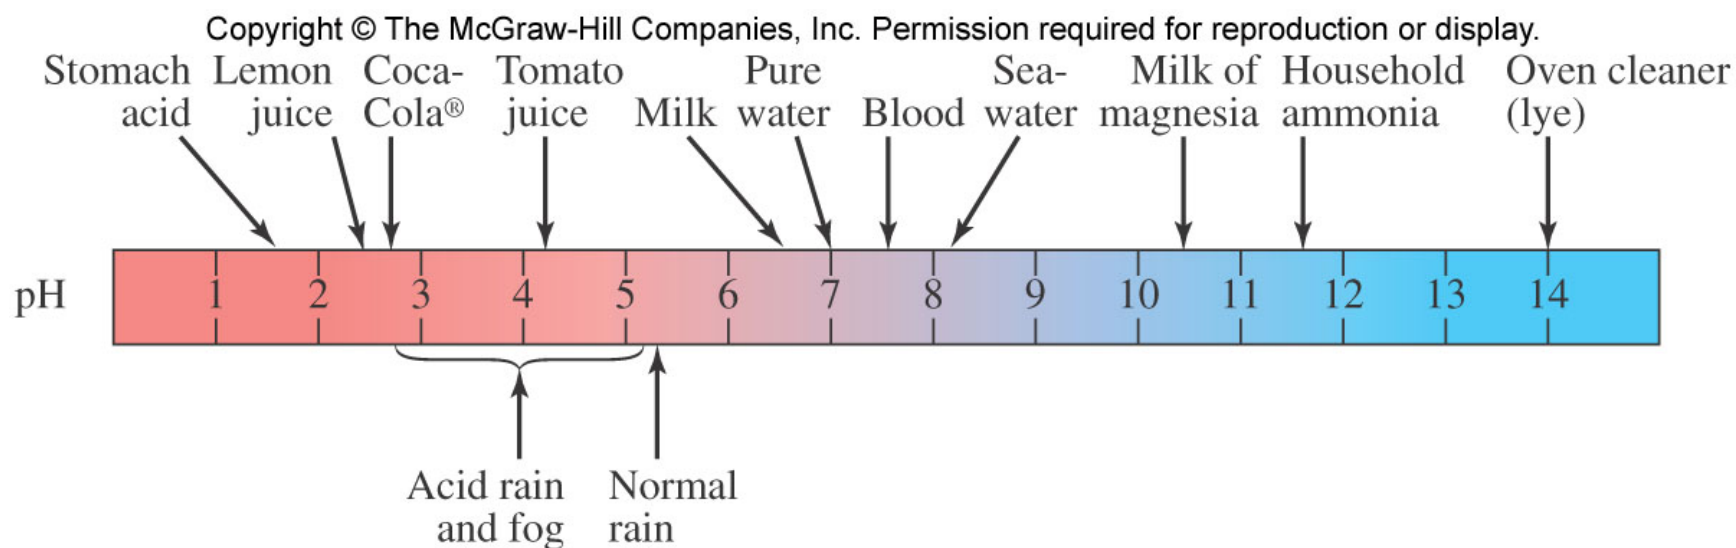 Copyright © The McGraw-Hill Companies, Inc. Permission required for reproduction or display.
Stomach acid
Lemon juice
Coca-Cola®
Tomato juice
Milk
Pure water
Blood
Sea-water
Milk of magnesia
Household ammonia
Oven cleaner (lye)
pH 1 2 3 4 5 6 7 8 9 10 11 12 13 14
Acid rain and fog
Normal rain